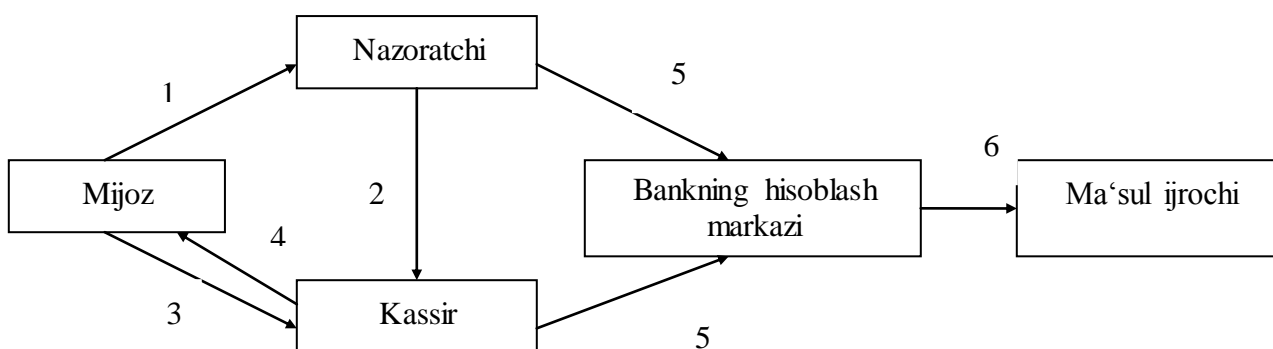 Nazoratchi
5
1
6
Mijoz
2
Bankning hisoblash
markazi
Ma‘sul ijrochi
4
3
Kassir
5